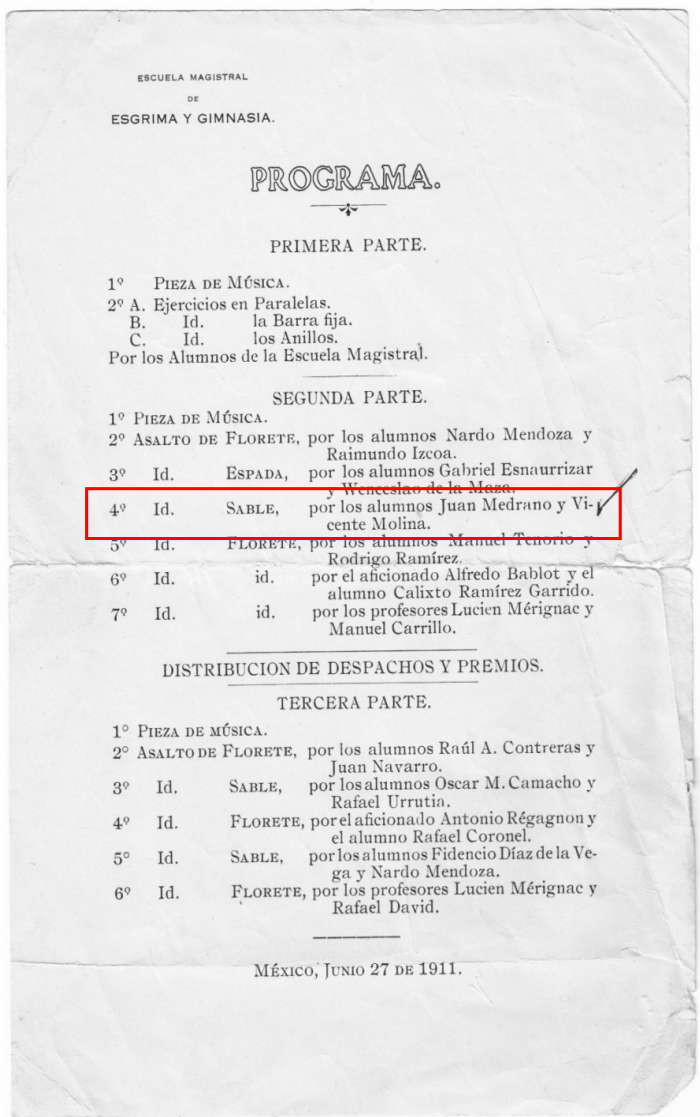 ESCUELA MAGISTRAL
DE
ESGRIMA Y GIMNASIA.
PROGRAMA.
PRIMERA PARTE.
1º PIEZA DE MÚSICA.
2º A. Ejercicios en Paralelas.
B. Id. la Barra fija.
C. Id. los Anillos.
Por los Alumnos de la Escuela Magistral.
SEGUNDA PARTE.
1º PIEZA DE MÚSICA.
2º ASALTO DE FLORETE, por los alumnos Nardo Mendoza y
Raimundo Izcoa.
3º Id. ESPADA, por los alumnos Gabriel Esnaurrizar
y Wenceslao de la Maza.
4º Id. SABLE, por los alumnos Juan Medrano y Vi-
cente Molina.
5º Id. FLORETE, por los alumnos Manuel Tenorio y
Rodrigo Ramírez.
6º Id. id. por el aficionado Alfredo Bablot y el
alumno Calixto Ramírez Garrido.
7º Id. id. por los profesores Lucien Mérignac y
Manuel Carrillo.
DISTRIBUCION DE DESPACHOS Y PREMIOS.
TERCERA PARTE.
1º PIEZA DE MÚSICA.
2º ASALTO DE FLORETE, por los alumnos Raúl A. Contreras y
Juan Navarro.
3º Id. SABLE, por los alumnos Oscar M. Camacho y
Rafael Urrutia.
4º Id. FLORETE, por el aficionado Antonio Régagnon y
el alumno Rafael Coronel.
5º Id. SABLE, por los alumnos Fidencio Díaz de la Ve-
ga y Nardo Mendoza.
6º Id. FLORETE, por los profesores Lucien Mérignac y
Rafael David.
MÉXICO, JUNIO 27 DE 1911.